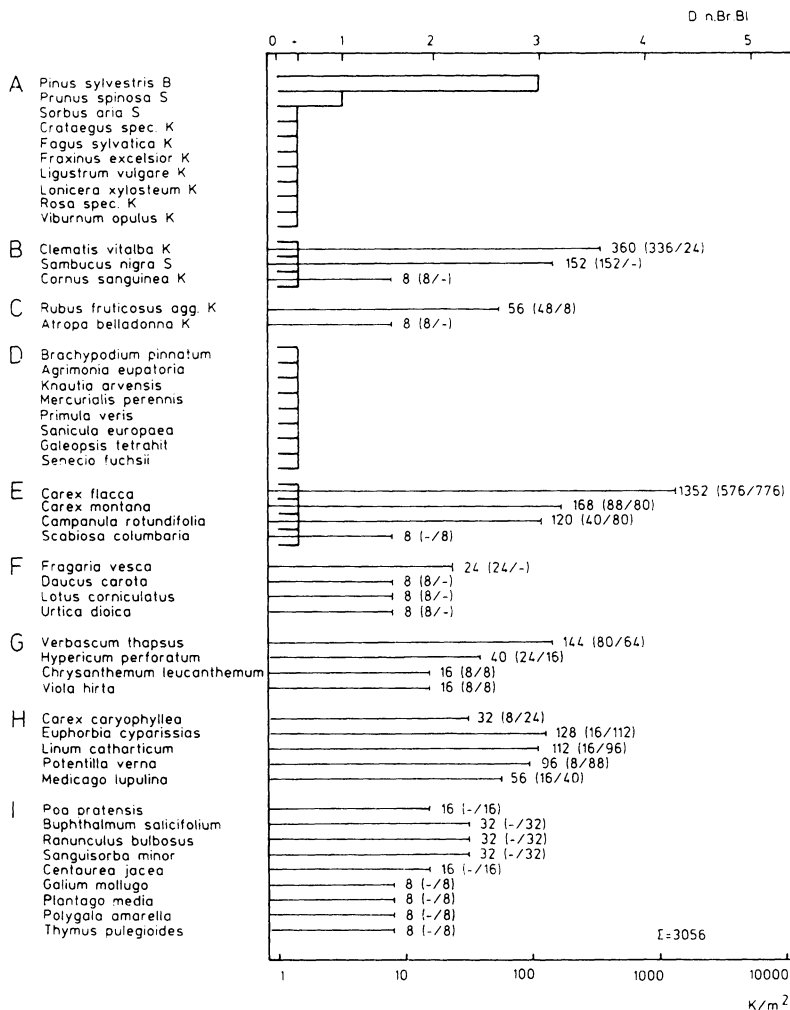 D n.Br.Bl
0 - 1 2 3 4 5
A Pinus sylvestris B
Prunus spinosa S
Sorbus aria S
Crataegus spec. K
Fagus sylvatica K
Fraxinus excelsior K
Ligustrum vulgare K
Lonicera xylosteum K
Rosa spec. K
Viburnum opulus K
B Clematis vitalba K 360 (336/24)
Sambucus nigra S 152 (152/-)
Cornus sanguinea K 8 (8/-)
C Rubus fruticosus agg. K 56 (48/8)
Atropa belladonna K 8 (8/-)
D Brachypodium pinnatum
Agrimonia eupatoria
Knautia arvensis
Mercurialis perennis
Primula veris
Sanicula europaea
Galeopsis tetrahit
Senecio fuchsii
E Carex flacca 1352 (576/776)
Carex montana 168 (88/80)
Campanula rotundifolia 120 (40/80)
Scabiosa columbaria 8 (-/8)
F Fragaria vesca 24 (24/-)
Daucus carota 8 (8/-)
Lotus corniculatus 8 (8/-)
Urtica dioica 8 (8/-)
G Verbascum thapsus 144 (80/64)
Hypericum perforatum 40 (24/16)
Chrysanthemum leucanthemum 16 (8/8)
Viola hirta 16 (8/8)
H Carex caryophyllea 32 (8/24)
Euphorbia cyparissias 128 (16/112)
Linum catharticum 112 (16/96)
Potentilla verna 96 (8/88)
Medicago lupulina 56 (16/40)
I Poa pratensis 16 (-/16)
Buphthalmum salicifolium 32 (-/32)
Ranunculus bulbosus 32 (-/32)
Sanguisorba minor 32 (-/32)
Centaurea jacea 16 (-/16)
Galium mollugo 8 (-/8)
Plantago media 8 (-/8)
Polygala amarella 8 (-/8)
Thymus pulegioides 8 (-/8)
Σ=3056
1 10 100 1000 10000
K/m²